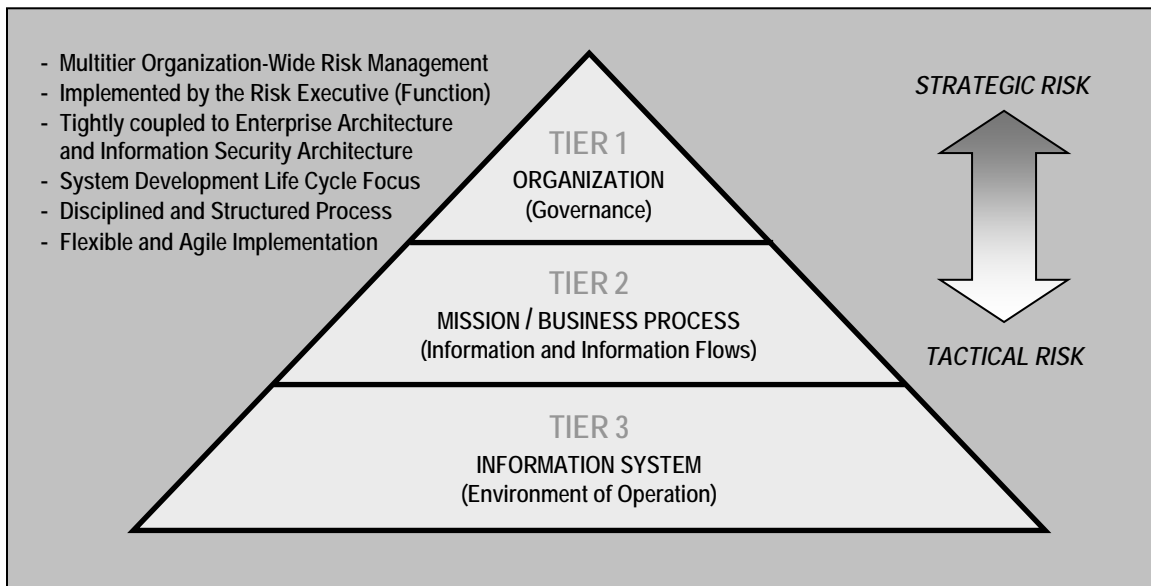 - Multitier Organization-Wide Risk Management
- Implemented by the Risk Executive (Function)
- Tightly coupled to Enterprise Architecture
and Information Security Architecture
- System Development Life Cycle Focus
- Disciplined and Structured Process
- Flexible and Agile Implementation
TIER 1
ORGANIZATION
(Governance)
TIER 2
MISSION / BUSINESS PROCESS
(Information and Information Flows)
TIER 3
INFORMATION SYSTEM
(Environment of Operation)
STRATEGIC RISK
TACTICAL RISK